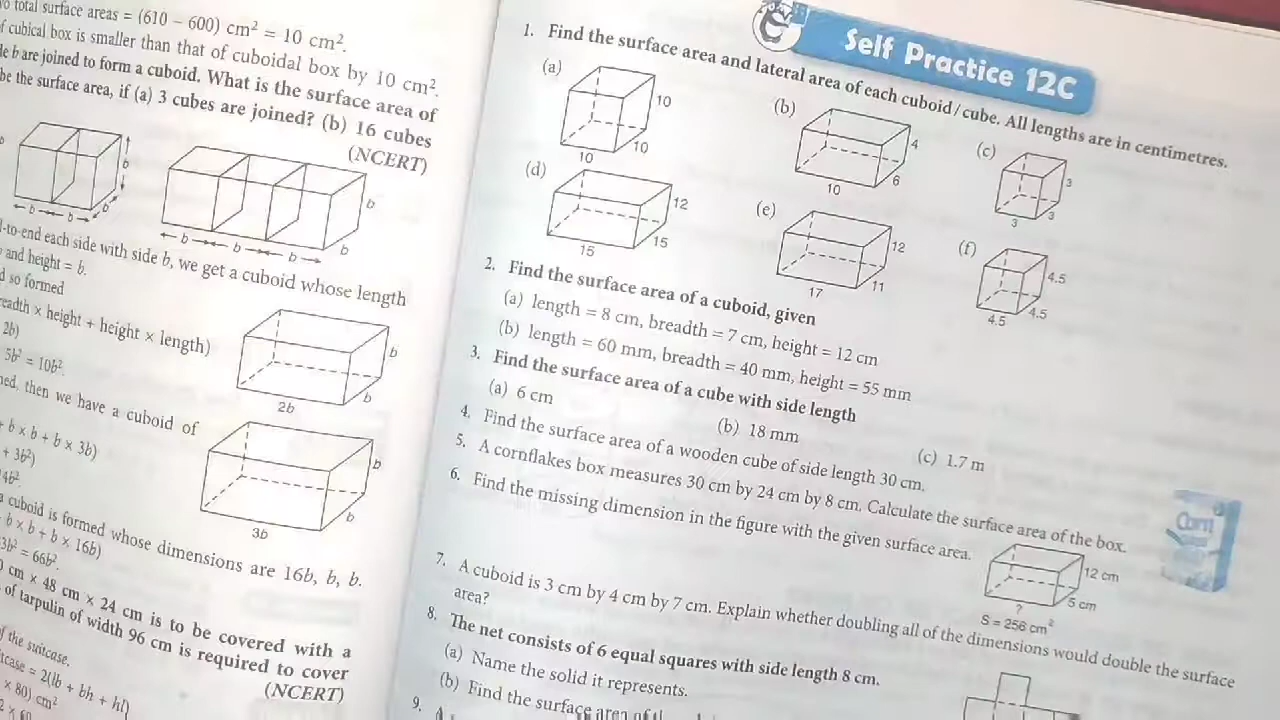 total surface areas = (610 – 600) cm² = 10 cm².
cubical box is smaller than that of cuboidal box by 10 cm².
b are joined to form a cuboid. What is the surface area of
be the surface area, if (a) 3 cubes are joined? (b) 16 cubes
(NCERT)
b
b
b
b
b
b
b
b
b
-to-end each side with side b, we get a cuboid whose length
and height = b.
so formed
breadth × height + height × length)
2b)
5b² = 10b².
b
b
2b
then we have a cuboid of
+ b × b + b × 3b)
+ 3b²)
b
b
3b
cuboid is formed whose dimensions are 16b, b, b.
b × b + b × 16b)
= 66b².
cm × 48 cm × 24 cm is to be covered with a
of tarpulin of width 96 cm is required to cover
(NCERT)
of the suitcase.
= 2(lb + bh + hl)
× 80) cm²
Self Practice 12C
1. Find the surface area and lateral area of each cuboid/cube. All lengths are in centimetres.
(a)
10
10
10
(b)
4
6
10
(c)
3
3
3
(d)
12
15
15
(e)
12
11
17
(f)
4.5
4.5
4.5
2. Find the surface area of a cuboid, given
(a) length = 8 cm, breadth = 7 cm, height = 12 cm
(b) length = 60 mm, breadth = 40 mm, height = 55 mm
3. Find the surface area of a cube with side length
(a) 6 cm
(b) 18 mm
(c) 1.7 m
4. Find the surface area of a wooden cube of side length 30 cm.
5. A cornflakes box measures 30 cm by 24 cm by 8 cm. Calculate the surface area of the box.
6. Find the missing dimension in the figure with the given surface area.
12 cm
5 cm
?
S = 256 cm²
Corn
7. A cuboid is 3 cm by 4 cm by 7 cm. Explain whether doubling all of the dimensions would double the surface
area?
8. The net consists of 6 equal squares with side length 8 cm.
(a) Name the solid it represents.
(b) Find the surface area of
9. A